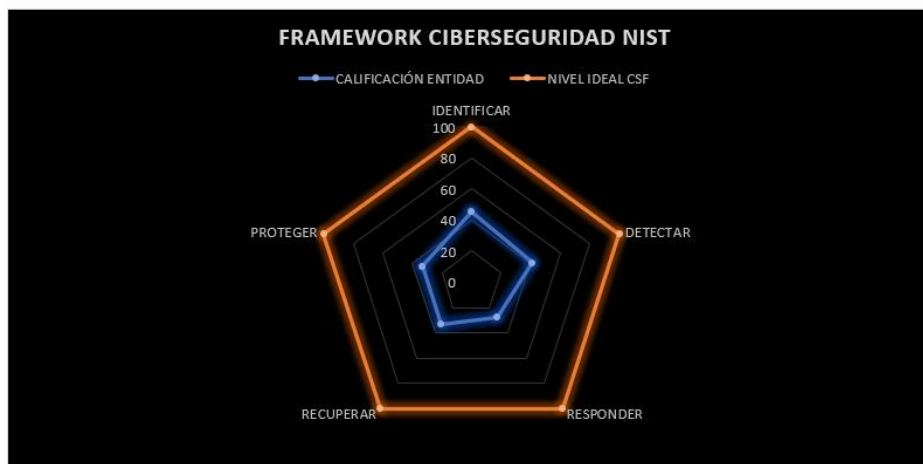 FRAMEWORK CIBERSEGURIDAD NIST
CALIFICACIÓN ENTIDAD NIVEL IDEAL CSF
IDENTIFICAR
100
80
60
40
20
0
PROTEGER
DETECTAR
RECUPERAR
RESPONDER